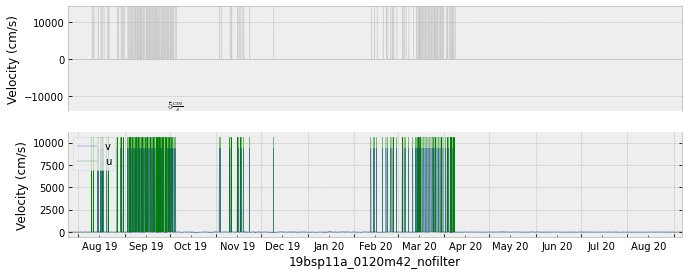 Velocity (cm/s)
10000
0
−10000
5 cm/s
Velocity (cm/s)
10000
7500
5000
2500
0
v
u
Aug 19 Sep 19 Oct 19 Nov 19 Dec 19 Jan 20 Feb 20 Mar 20 Apr 20 May 20 Jun 20 Jul 20 Aug 20
19bsp11a_0120m42_nofilter